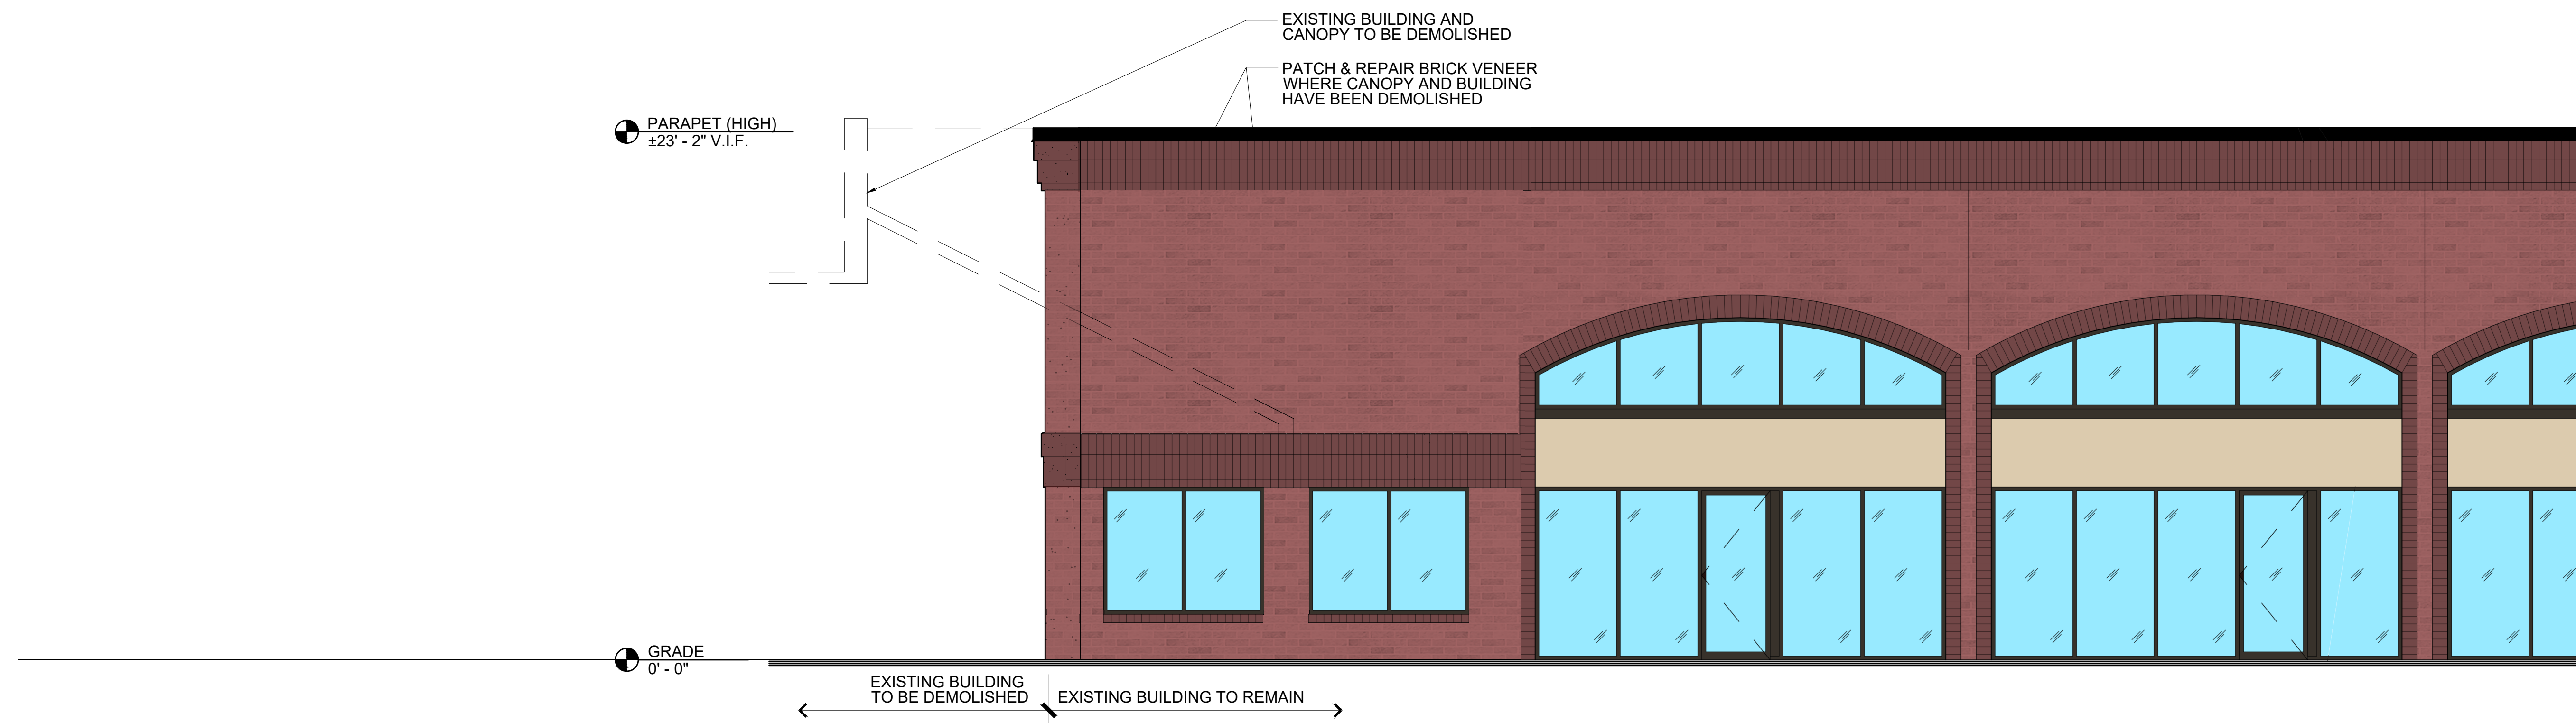 EXISTING BUILDING AND
CANOPY TO BE DEMOLISHED
PATCH & REPAIR BRICK VENEER
WHERE CANOPY AND BUILDING
HAVE BEEN DEMOLISHED
PARAPET (HIGH)
±23' - 2" V.I.F.
GRADE
0' - 0"
EXISTING BUILDING
TO BE DEMOLISHED
EXISTING BUILDING TO REMAIN